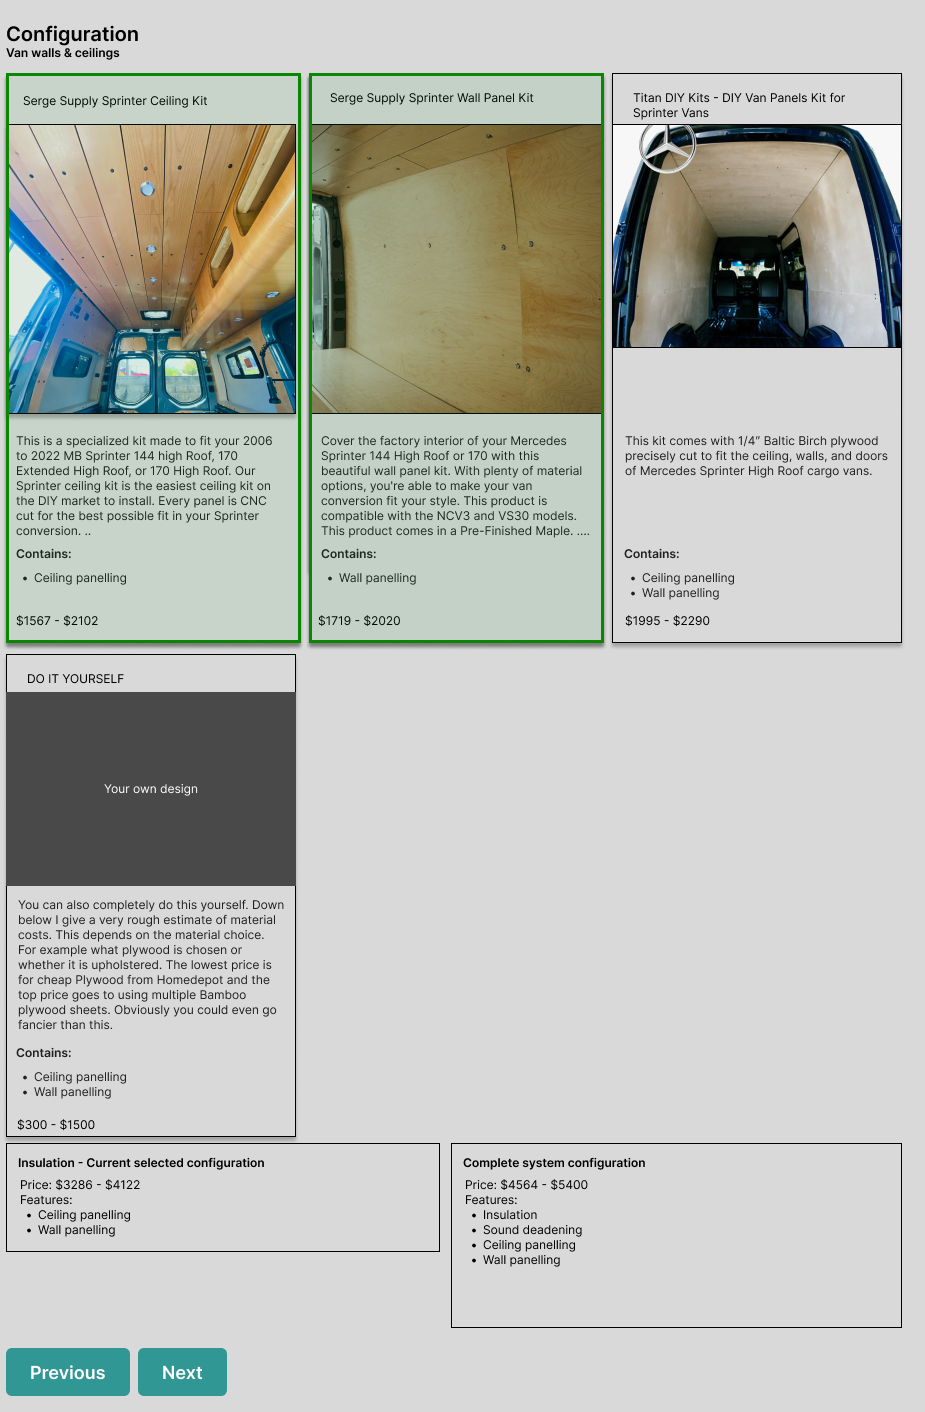 Configuration
Van walls & ceilings
Serge Supply Sprinter Ceiling Kit
This is a specialized kit made to fit your 2006
to 2022 MB Sprinter 144 high Roof, 170
Extended High Roof, or 170 High Roof. Our
Sprinter ceiling kit is the easiest ceiling kit on
the DIY market to install. Every panel is CNC
cut for the best possible fit in your Sprinter
conversion. ..
Contains:
• Ceiling panelling
$1567 - $2102
Serge Supply Sprinter Wall Panel Kit
Cover the factory interior of your Mercedes
Sprinter 144 High Roof or 170 with this
beautiful wall panel kit. With plenty of material
options, you're able to make your van
conversion fit your style. This product is
compatible with the NCV3 and VS30 models.
This product comes in a Pre-Finished Maple. ....
Contains:
• Wall panelling
$1719 - $2020
Titan DIY Kits - DIY Van Panels Kit for
Sprinter Vans
This kit comes with 1/4″ Baltic Birch plywood
precisely cut to fit the ceiling, walls, and doors
of Mercedes Sprinter High Roof cargo vans.
Contains:
• Ceiling panelling
• Wall panelling
$1995 - $2290
DO IT YOURSELF
Your own design
You can also completely do this yourself. Down
below I give a very rough estimate of material
costs. This depends on the material choice.
For example what plywood is chosen or
whether it is upholstered. The lowest price is
for cheap Plywood from Homedepot and the
top price goes to using multiple Bamboo
plywood sheets. Obviously you could even go
fancier than this.
Contains:
• Ceiling panelling
• Wall panelling
$300 - $1500
Insulation - Current selected configuration
Price: $3286 - $4122
Features:
• Ceiling panelling
• Wall panelling
Complete system configuration
Price: $4564 - $5400
Features:
• Insulation
• Sound deadening
• Ceiling panelling
• Wall panelling
Previous
Next